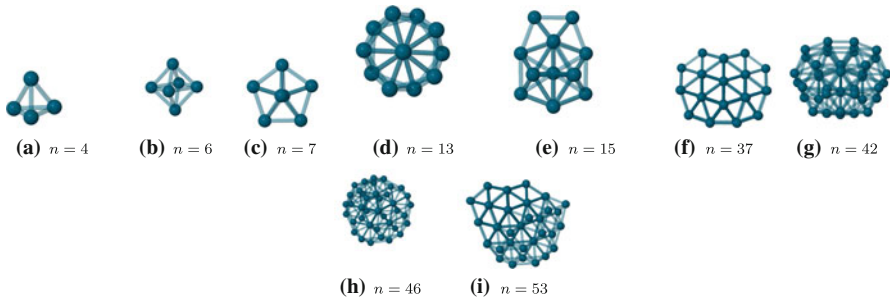 (a) n = 4 (b) n = 6 (c) n = 7 (d) n = 13 (e) n = 15 (f) n = 37 (g) n = 42
(h) n = 46 (i) n = 53